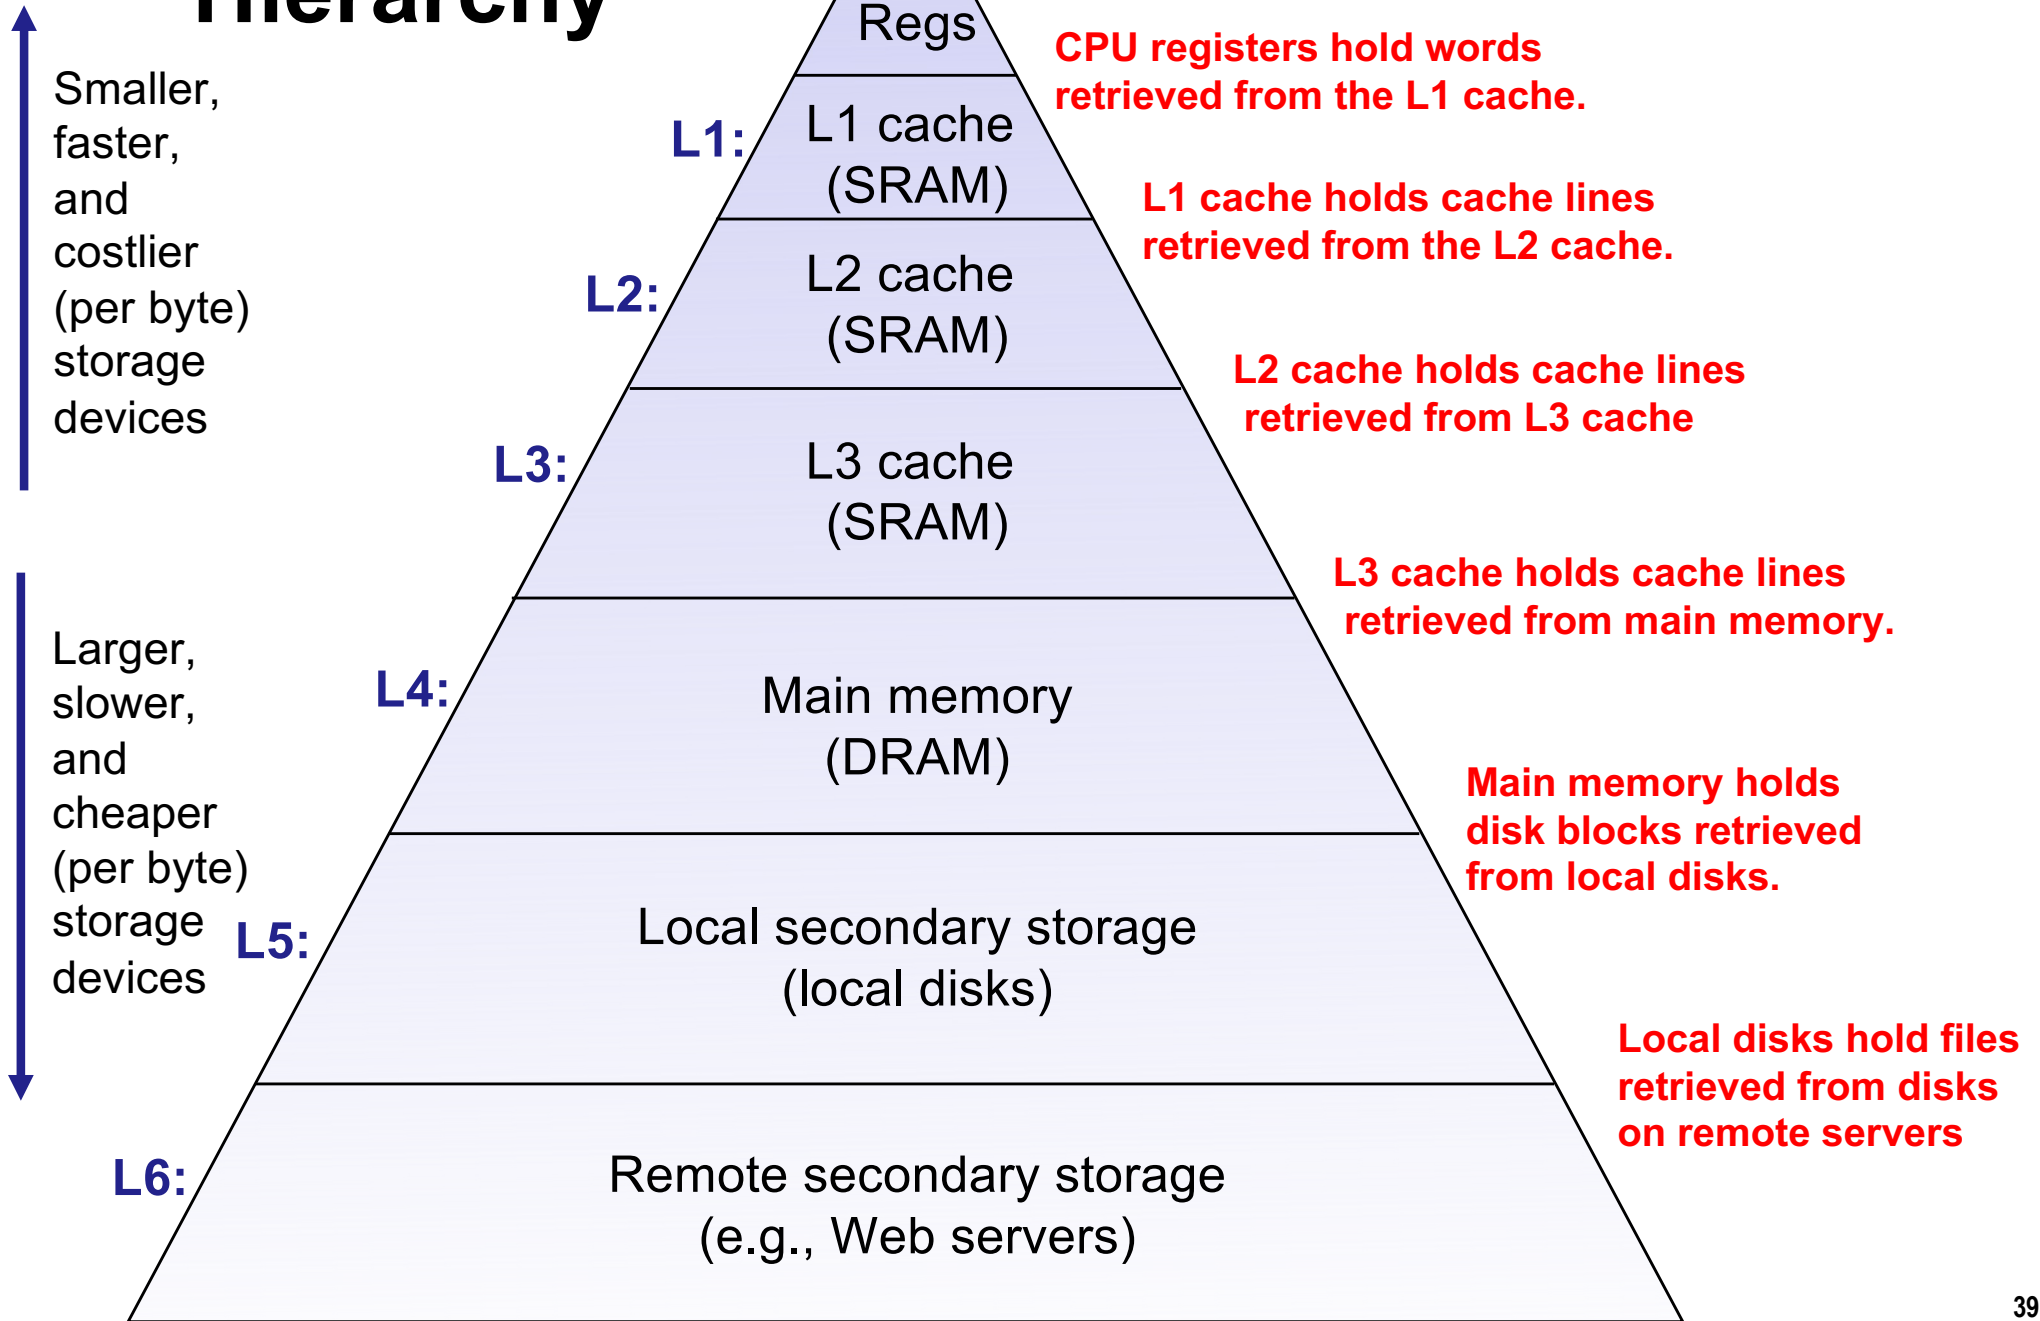 Hierarchy
Smaller,
faster,
and
costlier
(per byte)
storage
devices
Larger,
slower,
and
cheaper
(per byte)
storage
devices
Regs
L1:
L1 cache
(SRAM)
L2:
L2 cache
(SRAM)
L3:
L3 cache
(SRAM)
L4:
Main memory
(DRAM)
L5:
Local secondary storage
(local disks)
L6:
Remote secondary storage
(e.g., Web servers)
CPU registers hold words
retrieved from the L1 cache.
L1 cache holds cache lines
retrieved from the L2 cache.
L2 cache holds cache lines
retrieved from L3 cache
L3 cache holds cache lines
retrieved from main memory.
Main memory holds
disk blocks retrieved
from local disks.
Local disks hold files
retrieved from disks
on remote servers
39